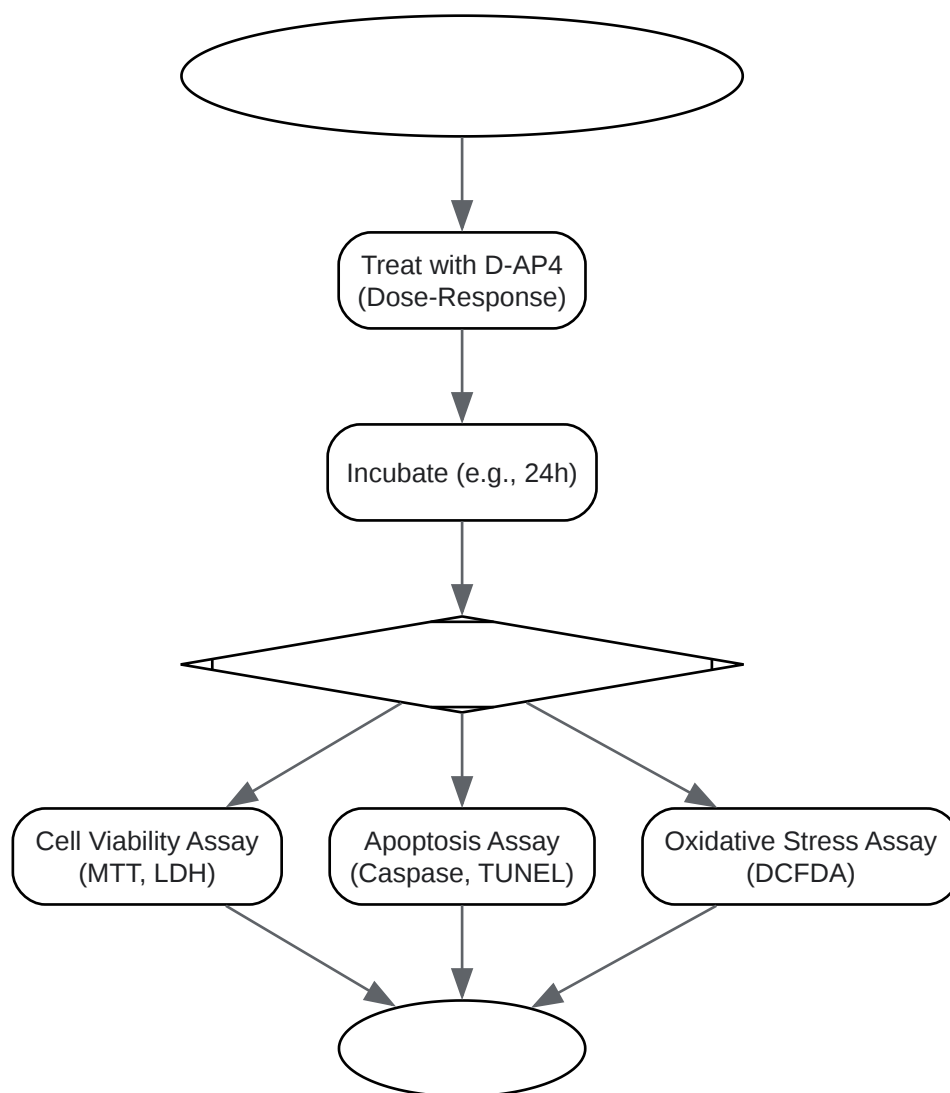 Treat with D-AP4
(Dose-Response)
Incubate (e.g., 24h)
Cell Viability Assay
(MTT, LDH)
Apoptosis Assay
(Caspase, TUNEL)
Oxidative Stress Assay
(DCFDA)